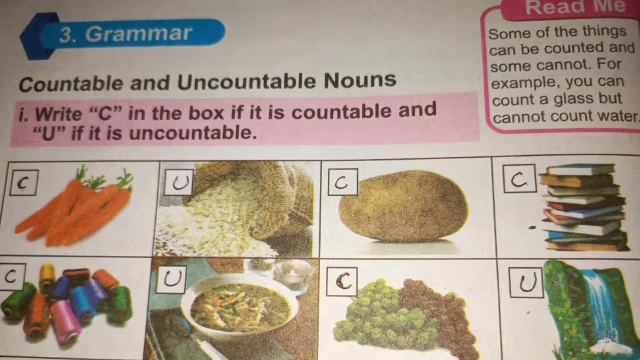 Read Me
3. Grammar
Some of the things
can be counted and
some cannot. For
example, you can
count a glass but
cannot count water.
Countable and Uncountable Nouns
i. Write “C” in the box if it is countable and
“U” if it is uncountable.
C
U
C
C
C
U
C
U